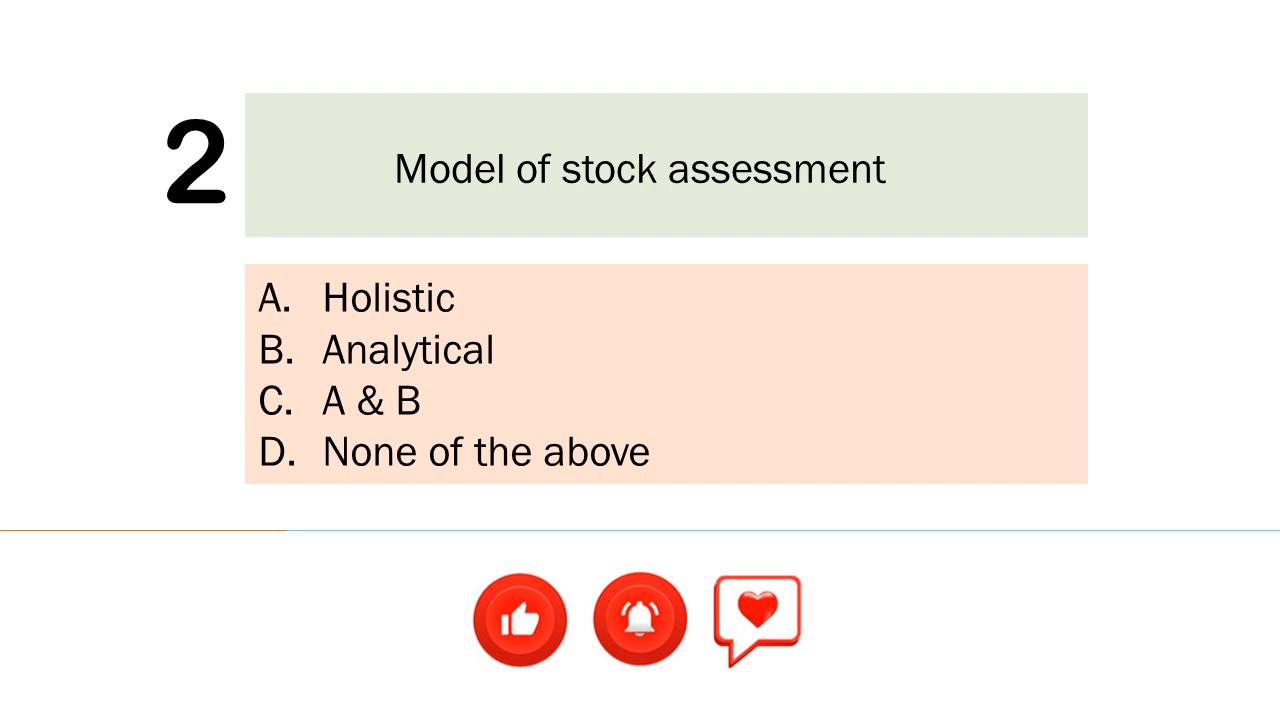 2
Model of stock assessment
A. Holistic
B. Analytical
C. A & B
D. None of the above